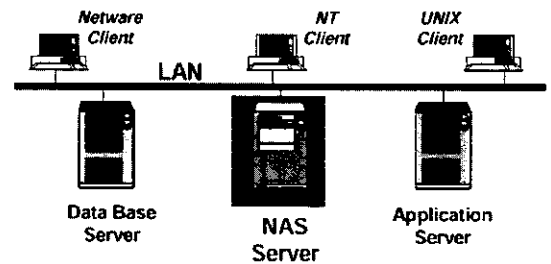 Netware
Client
NT
Client
UNIX
Client
LAN
Data Base
Server
NAS
Server
Application
Server